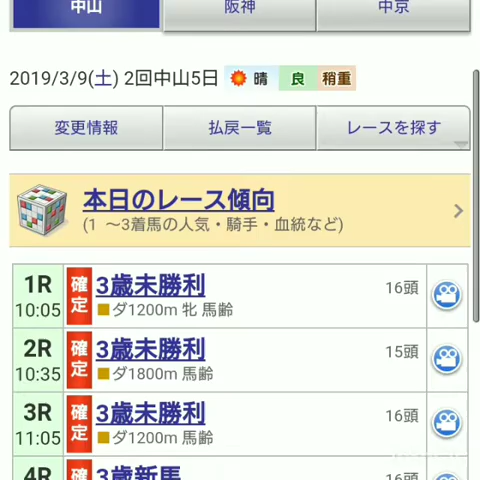 中山 阪神 中京
2019/3/9(土) 2回中山5日 晴 良 稍重
変更情報 払戻一覧 レースを探す
本日のレース傾向
(1 ~3着馬の人気・騎手・血統など)
1R 確定 3歳未勝利 16頭
10:05 ダ1200m 牝 馬齢
2R 確定 3歳未勝利 15頭
10:35 ダ1800m 馬齢
3R 確定 3歳未勝利 16頭
11:05 ダ1200m 馬齢
4R 確 3歳新馬 16頭